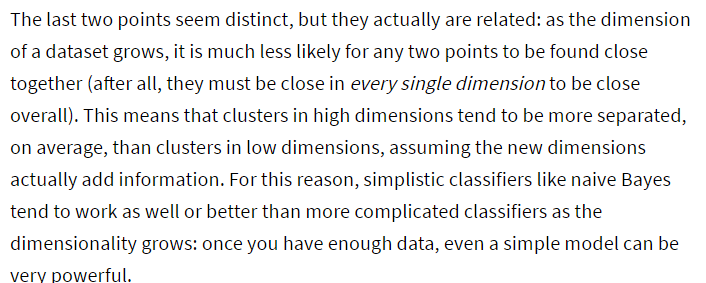 The last two points seem distinct, but they actually are related: as the dimension
of a dataset grows, it is much less likely for any two points to be found close
together (after all, they must be close in every single dimension to be close
overall). This means that clusters in high dimensions tend to be more separated,
on average, than clusters in low dimensions, assuming the new dimensions
actually add information. For this reason, simplistic classifiers like naive Bayes
tend to work as well or better than more complicated classifiers as the
dimensionality grows: once you have enough data, even a simple model can be
very powerful.